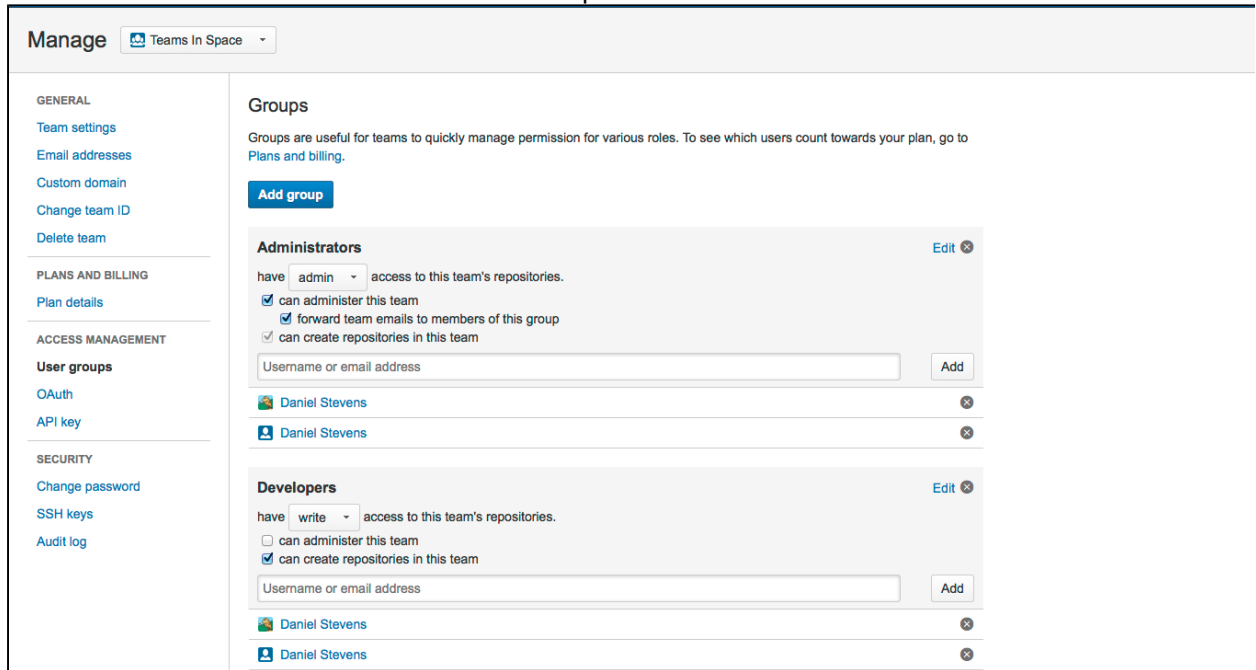 Manage Teams In Space
GENERAL
Team settings
Email addresses
Custom domain
Change team ID
Delete team
PLANS AND BILLING
Plan details
ACCESS MANAGEMENT
User groups
OAuth
API key
SECURITY
Change password
SSH keys
Audit log
Groups
Groups are useful for teams to quickly manage permission for various roles. To see which users count towards your plan, go to
Plans and billing.
Add group
Administrators Edit
have admin access to this team's repositories.
can administer this team
forward team emails to members of this group
can create repositories in this team
Username or email address Add
Daniel Stevens
Daniel Stevens
Developers Edit
have write access to this team's repositories.
can administer this team
can create repositories in this team
Username or email address Add
Daniel Stevens
Daniel Stevens